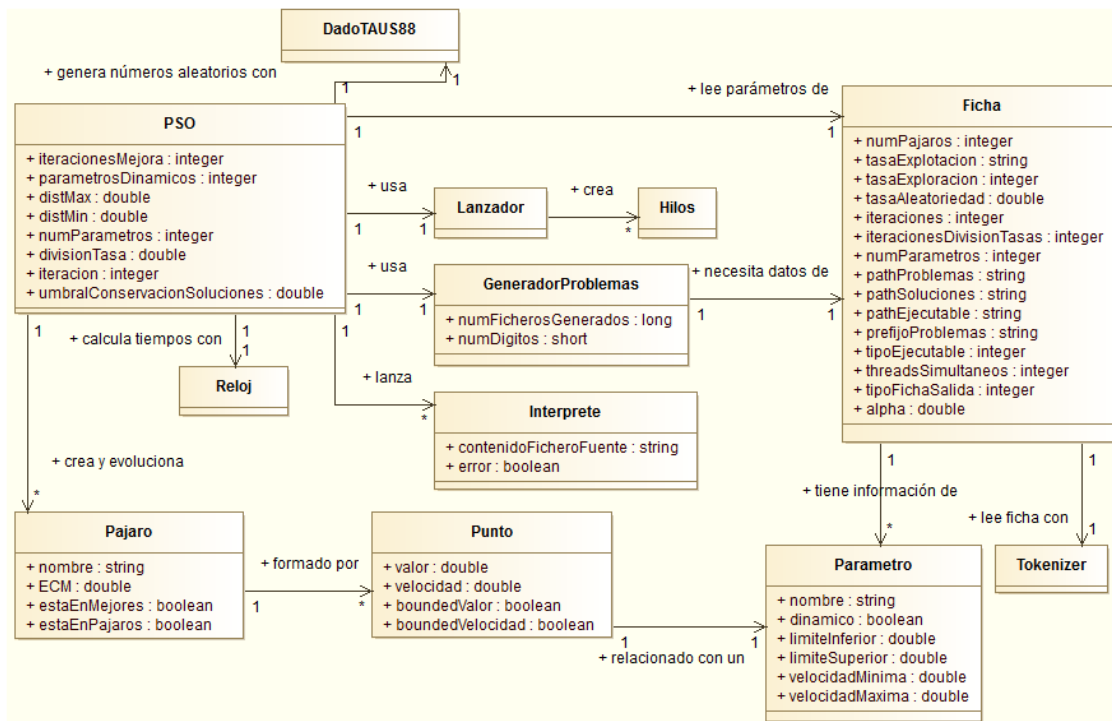 DadoTAUS88
+ genera números aleatorios con
1
1
PSO
+ iteracionesMejora : integer
+ parametrosDinamicos : integer
+ distMax : double
+ distMin : double
+ numParametros : integer
+ divisionTasa : double
+ iteracion : integer
+ umbralConservacionSoluciones : double
+ lee parámetros de
1
1
Ficha
+ numPajaros : integer
+ tasaExplotacion : string
+ tasaExploracion : integer
+ tasaAleatoriedad : double
+ iteraciones : integer
+ iteracionesDivisionTasas : integer
+ numParametros : integer
+ pathProblemas : string
+ pathSoluciones : string
+ pathEjecutable : string
+ prefijoProblemas : string
+ tipoEjecutable : integer
+ threadsSimultaneos : integer
+ tipoFichaSalida : integer
+ alpha : double
+ usa
1
1
Lanzador
+ crea
*
Hilos
+ usa
1
1
GeneradorProblemas
+ numFicherosGenerados : long
+ numDigitos : short
+ necesita datos de
1
1
1
+ calcula tiempos con
1
1
Reloj
1
+ lanza
*
Interprete
+ contenidoFicheroFuente : string
+ error : boolean
+ crea y evoluciona
*
1
+ tiene información de
*
1
+ lee ficha con
1
Pajaro
+ nombre : string
+ ECM : double
+ estaEnMejores : boolean
+ estaEnPajaros : boolean
+ formado por
1
*
Punto
+ valor : double
+ velocidad : double
+ boundedValor : boolean
+ boundedVelocidad : boolean
1
1
+ relacionado con un
Parametro
+ nombre : string
+ dinamico : boolean
+ limiteInferior : double
+ limiteSuperior : double
+ velocidadMinima : double
+ velocidadMaxima : double
Tokenizer